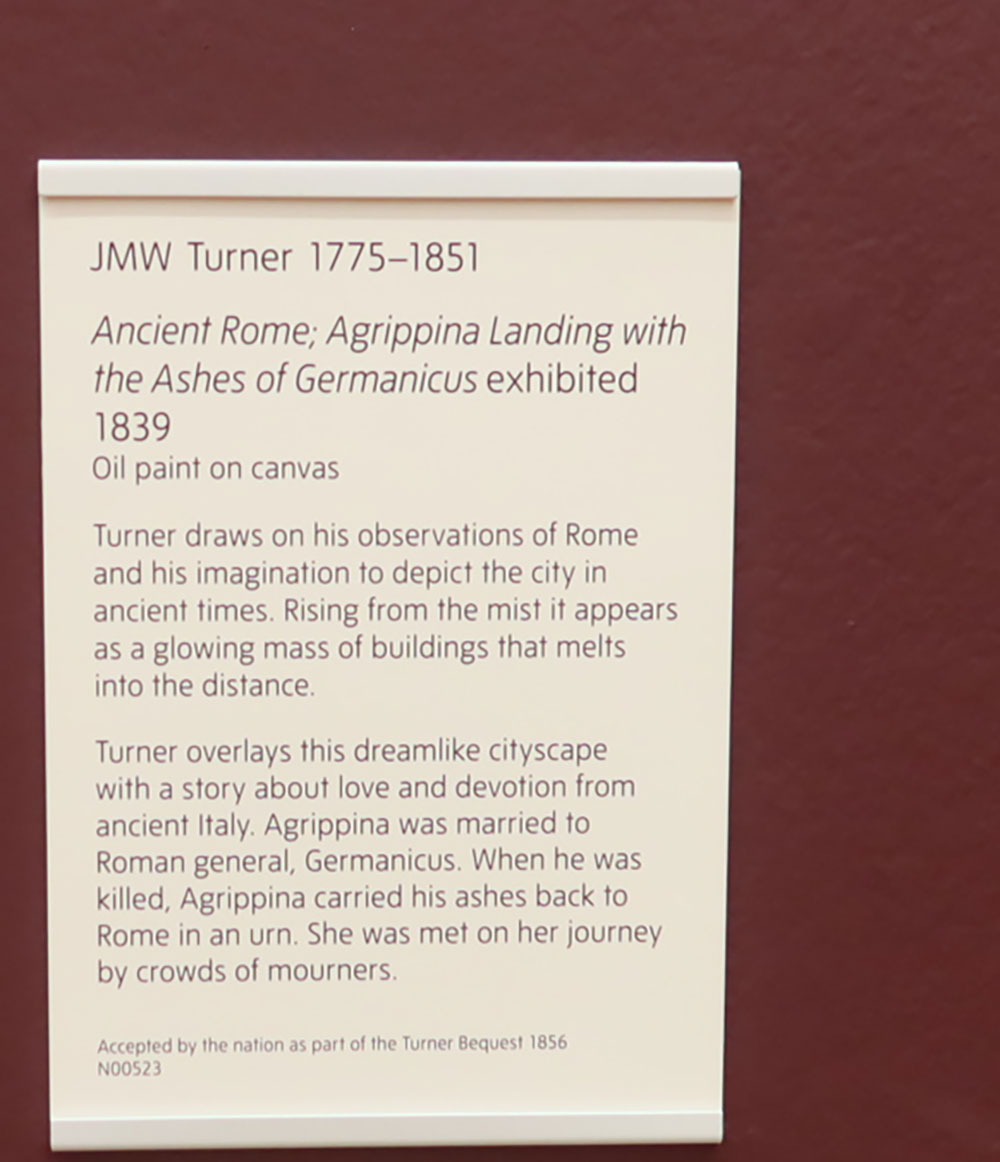 JMW Turner 1775–1851
Ancient Rome; Agrippina Landing with
the Ashes of Germanicus exhibited
1839
Oil paint on canvas
Turner draws on his observations of Rome
and his imagination to depict the city in
ancient times. Rising from the mist it appears
as a glowing mass of buildings that melts
into the distance.
Turner overlays this dreamlike cityscape
with a story about love and devotion from
ancient Italy. Agrippina was married to
Roman general, Germanicus. When he was
killed, Agrippina carried his ashes back to
Rome in an urn. She was met on her journey
by crowds of mourners.
Accepted by the nation as part of the Turner Bequest 1856
N00523